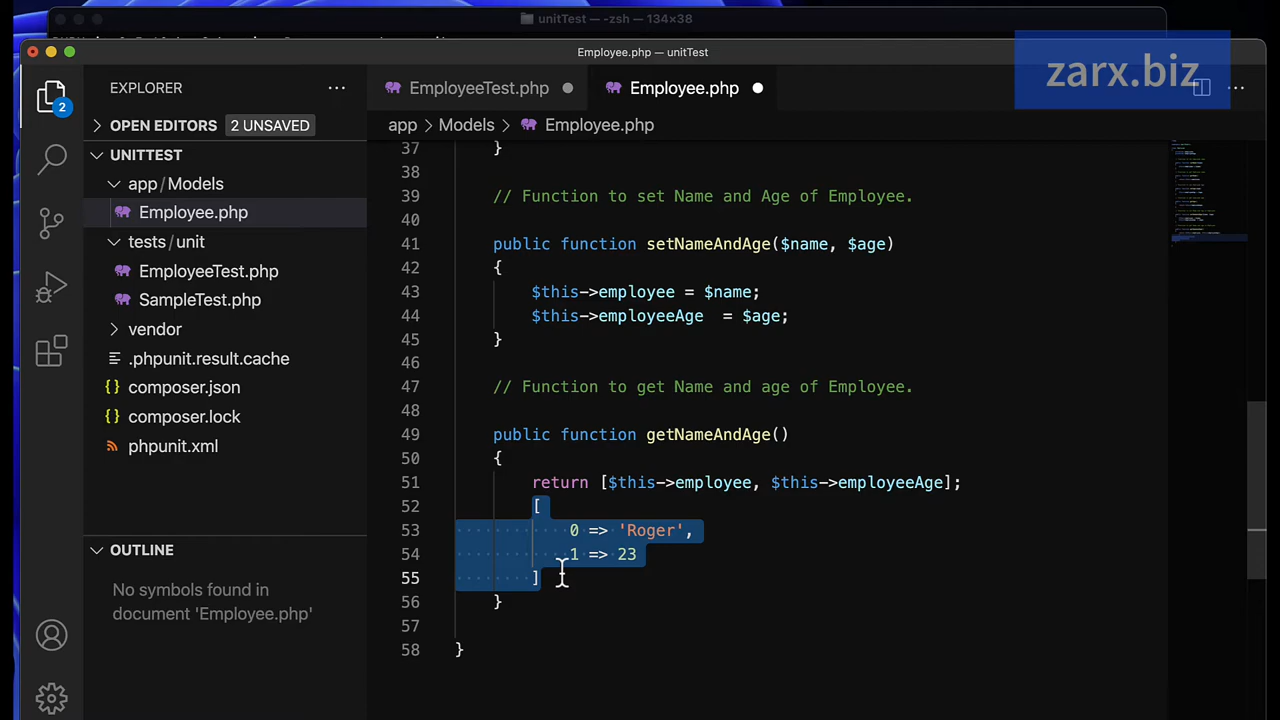 unitTest — -zsh — 134×38
Employee.php — unitTest
zarx.biz
EXPLORER
EmployeeTest.php
Employee.php
2
OPEN EDITORS 2 UNSAVED
app > Models > Employee.php
UNITTEST
app / Models
Employee.php
tests / unit
EmployeeTest.php
SampleTest.php
vendor
.phpunit.result.cache
composer.json
composer.lock
phpunit.xml
OUTLINE
No symbols found in
document 'Employee.php'
37 }
38
39 // Function to set Name and Age of Employee.
40
41 public function setNameAndAge($name, $age)
42 {
43 $this->employee = $name;
44 $this->employeeAge  = $age;
45 }
46
47 // Function to get Name and age of Employee.
48
49 public function getNameAndAge()
50 {
51 return [$this->employee, $this->employeeAge];
52 [
53 0 => 'Roger',
54 1 => 23
55 ]
56 }
57
58 }